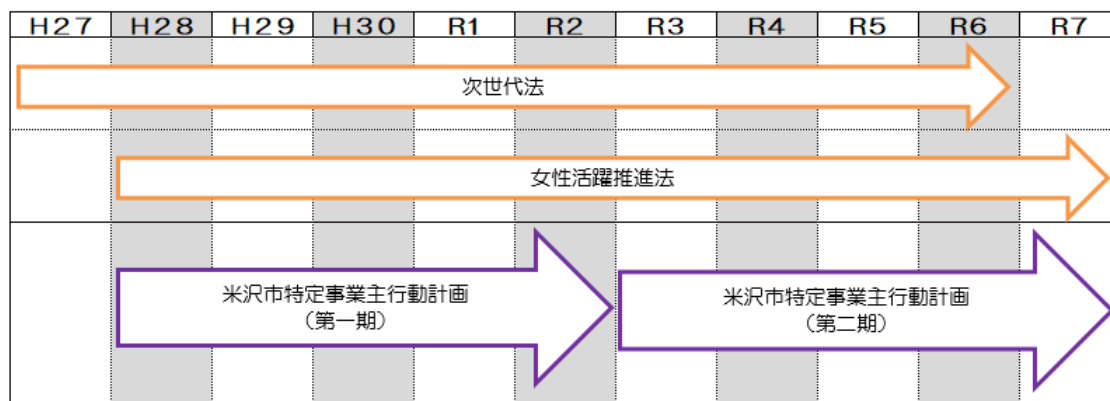 H27 H28 H29 H30 R1 R2 R3 R4 R5 R6 R7
次世代法
女性活躍推進法
米沢市特定事業主行動計画
（第一期）
米沢市特定事業主行動計画
（第二期）